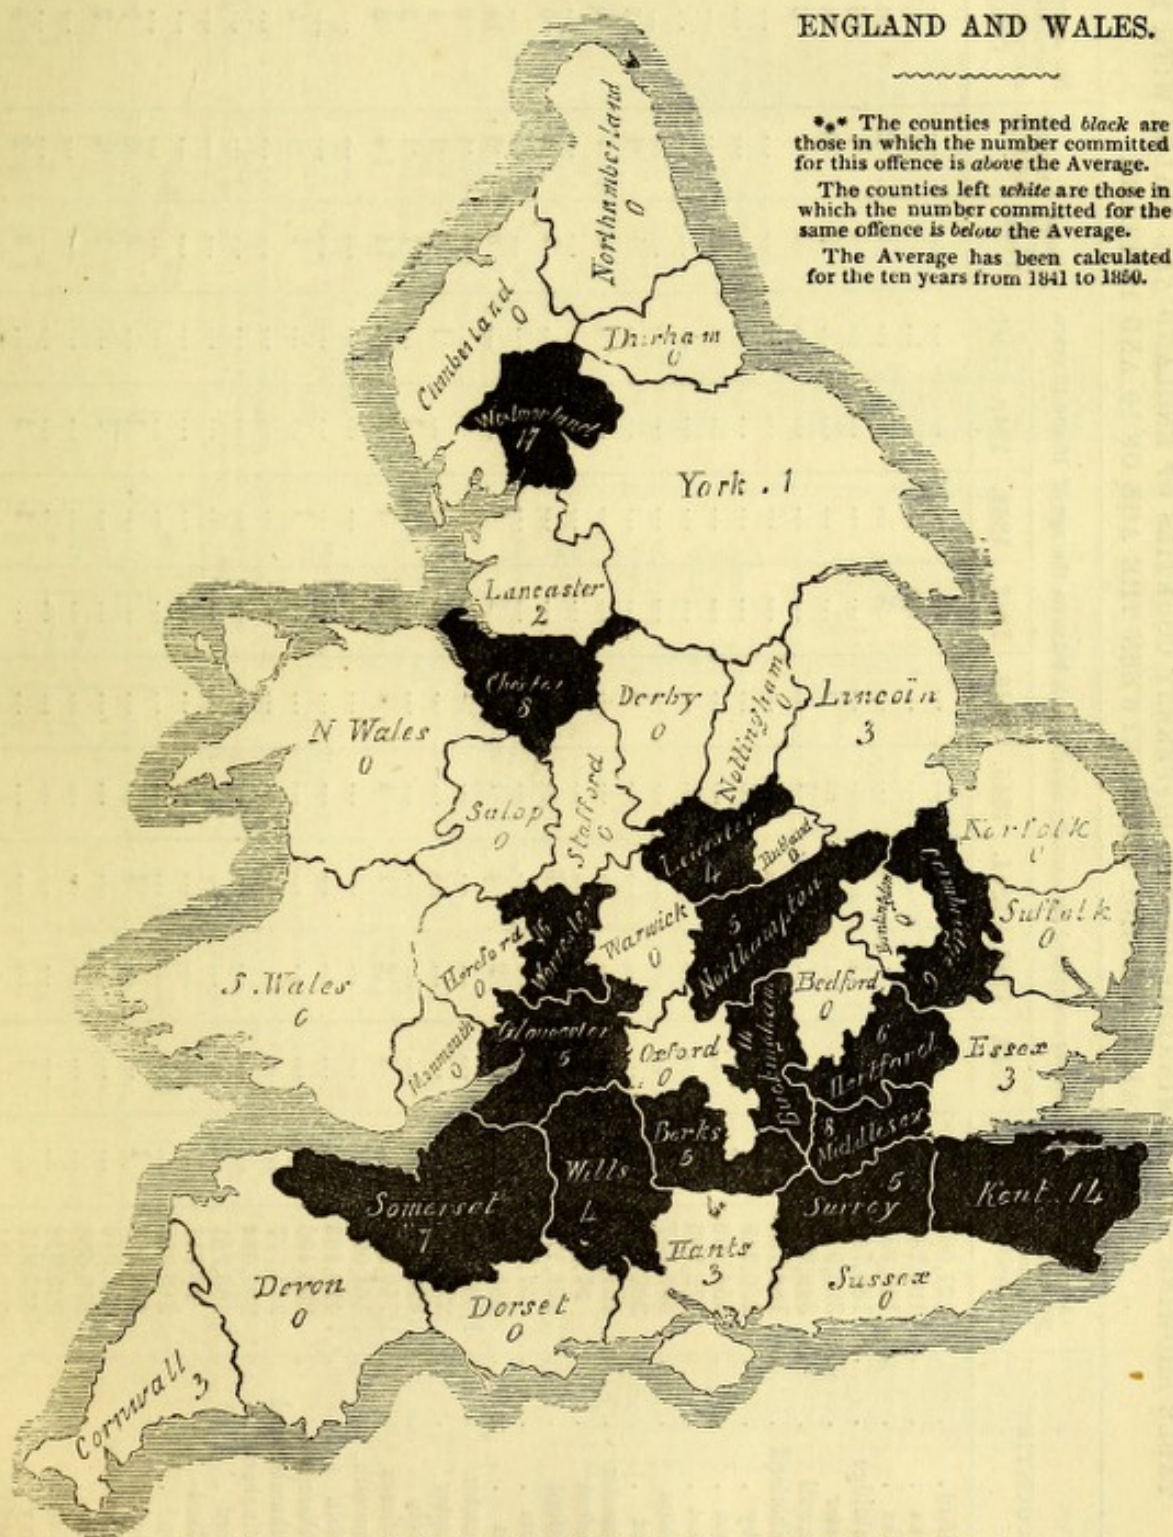 ENGLAND AND WALES.
*⁎* The counties printed black are
those in which the number committed
for this offence is above the Average.
The counties left white are those in
which the number committed for the
same offence is below the Average.
The Average has been calculated
for the ten years from 1841 to 1850.
Northumberland
0
Cumberland
0
Durham
0
Westmorland
17
York . 1
Lancaster
2
Chester
8
Derby
0
Nottingham
0
Lincoln
3
N Wales
0
Salop
0
Stafford
0
Leicester
4
Rutland
0
Norfolk
0
Cambridge
6
Huntingdon
0
Suffolk
0
Northampton
5
Warwick
0
Worcester
16
Hereford
0
S. Wales
0
Monmouth
0
Gloucester
5
Oxford
0
Buckingham
14
Bedford
0
Hertford
6
Essex
3
Middlesex
8
Berks
5
Wilts
4
Somerset
7
Surrey
5
Kent. 14
Hants
3
Sussex
0
Devon
0
Dorset
0
Cornwall
3